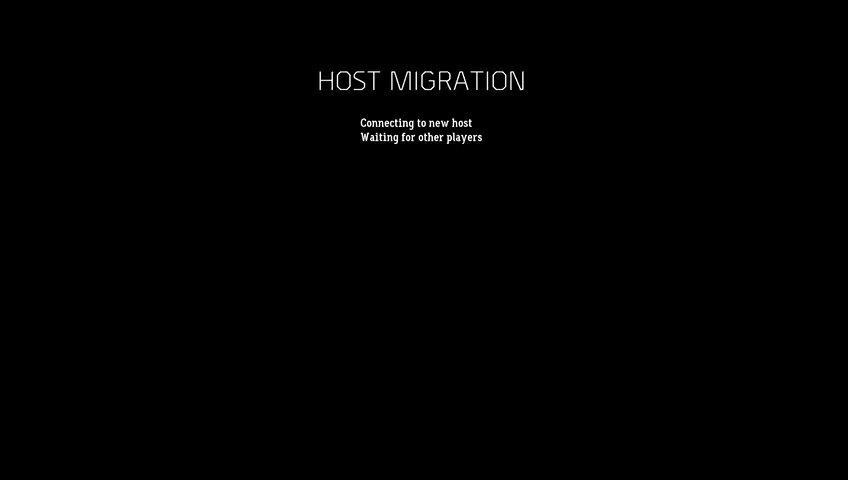 HOST MIGRATION
Connecting to new host
Waiting for other players